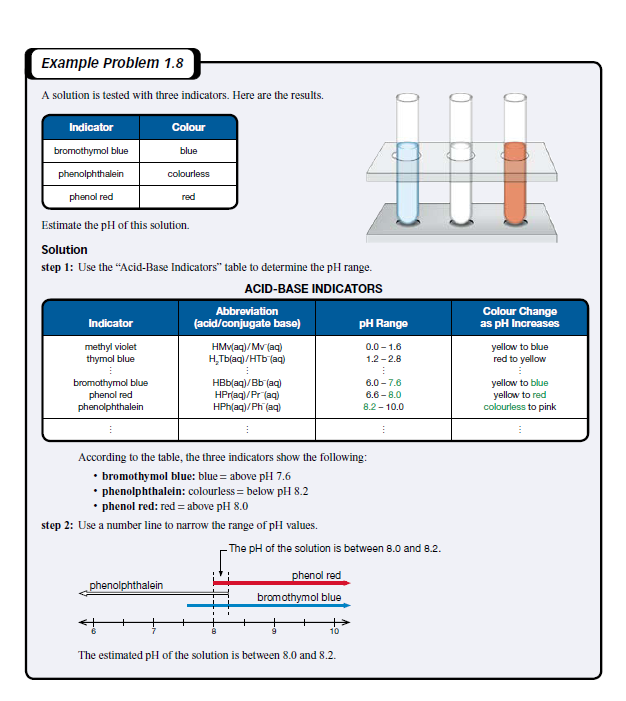 Example Problem 1.8
A solution is tested with three indicators. Here are the results.
Indicator Colour
bromothymol blue blue
phenolphthalein colourless
phenol red red
Estimate the pH of this solution.
Solution
step 1: Use the “Acid-Base Indicators” table to determine the pH range.
ACID-BASE INDICATORS
Indicator Abbreviation (acid/conjugate base) pH Range Colour Change as pH Increases
methyl violet HMv(aq)/Mv⁻(aq) 0.0 – 1.6 yellow to blue
thymol blue H₂Tb(aq)/HTb⁻(aq) 1.2 – 2.8 red to yellow
⋮ ⋮ ⋮ ⋮
bromothymol blue HBb(aq)/Bb⁻(aq) 6.0 – 7.6 yellow to blue
phenol red HPr(aq)/Pr⁻(aq) 6.6 – 8.0 yellow to red
phenolphthalein HPh(aq)/Ph⁻(aq) 8.2 – 10.0 colourless to pink
⋮ ⋮ ⋮ ⋮
According to the table, the three indicators show the following:
• bromothymol blue: blue = above pH 7.6
• phenolphthalein: colourless = below pH 8.2
• phenol red: red = above pH 8.0
step 2: Use a number line to narrow the range of pH values.
The pH of the solution is between 8.0 and 8.2.
phenol red
phenolphthalein
bromothymol blue
6 7 8 9 10
The estimated pH of the solution is between 8.0 and 8.2.